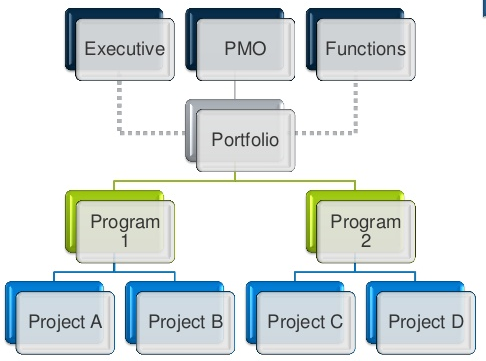 Executive
PMO
Functions
Portfolio
Program
1
Program
2
Project A
Project B
Project C
Project D